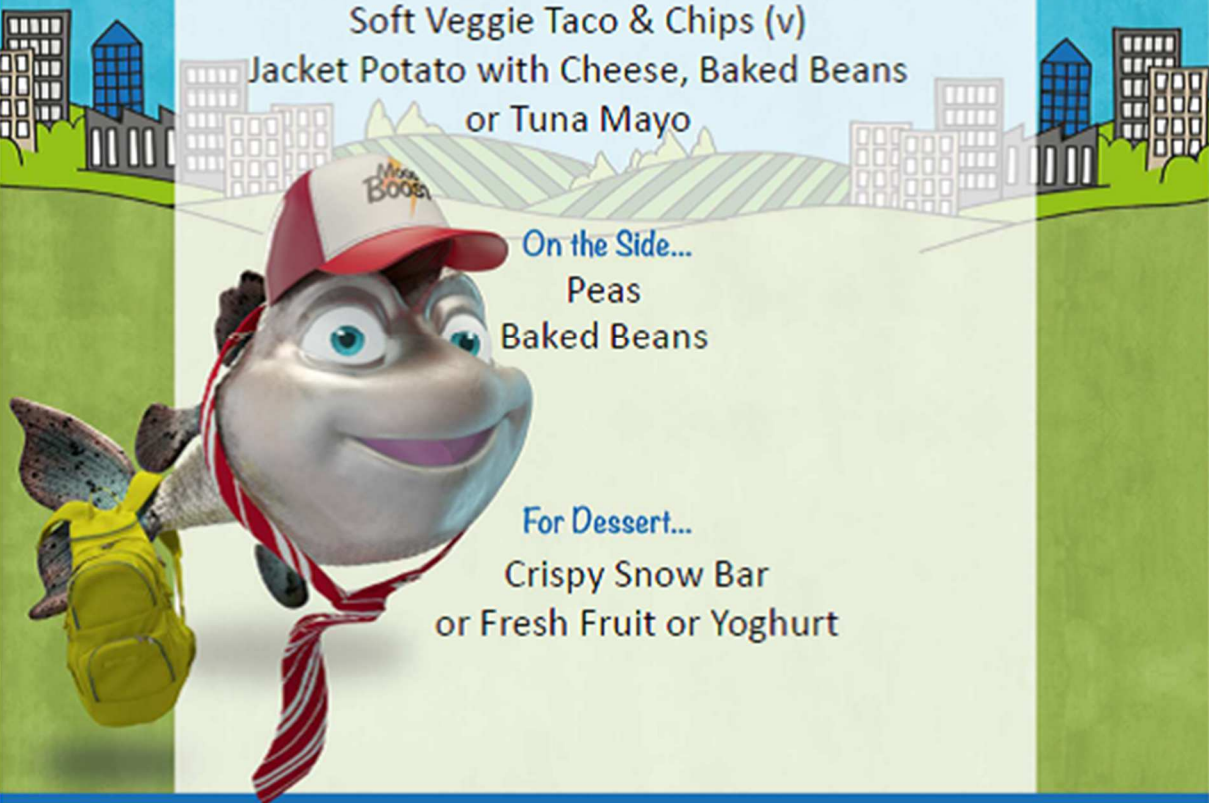 Soft Veggie Taco & Chips (v)
Jacket Potato with Cheese, Baked Beans
or Tuna Mayo
On the Side...
Peas
Baked Beans
For Dessert...
Crispy Snow Bar
or Fresh Fruit or Yoghurt